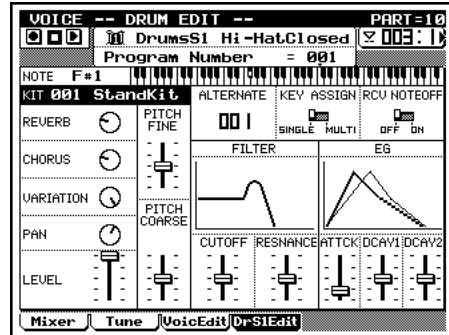 VOICE -- DRUM EDIT -- PART=10
DrumsS1 Hi-HatClosed 003:
Program Number = 001
NOTE F#1
KIT 001 StandKit ALTERNATE KEY ASSIGN RCV NOTEOFF
REVERB PITCH FINE 001 SINGLE MULTI OFF ON
CHORUS FILTER EG
VARIATION PITCH COARSE
PAN CUTOFF RESNANCE ATTCK DCAY1 DCAY2
LEVEL
Mixer Tune VoicEdit DrS1Edit